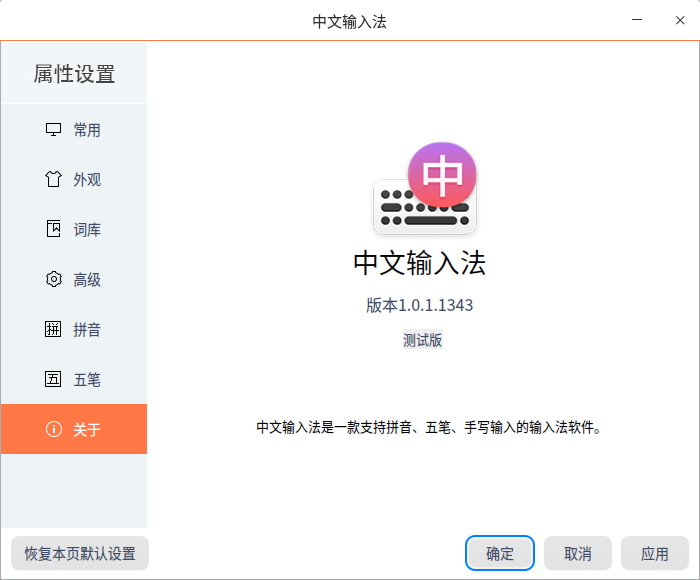 中文输入法
属性设置
常用
外观
词库
高级
拼 拼音
五 五笔
关于
中
中文输入法
版本1.0.1.1343
测试版
中文输入法是一款支持拼音、五笔、手写输入的输入法软件。
恢复本页默认设置
确定
取消
应用